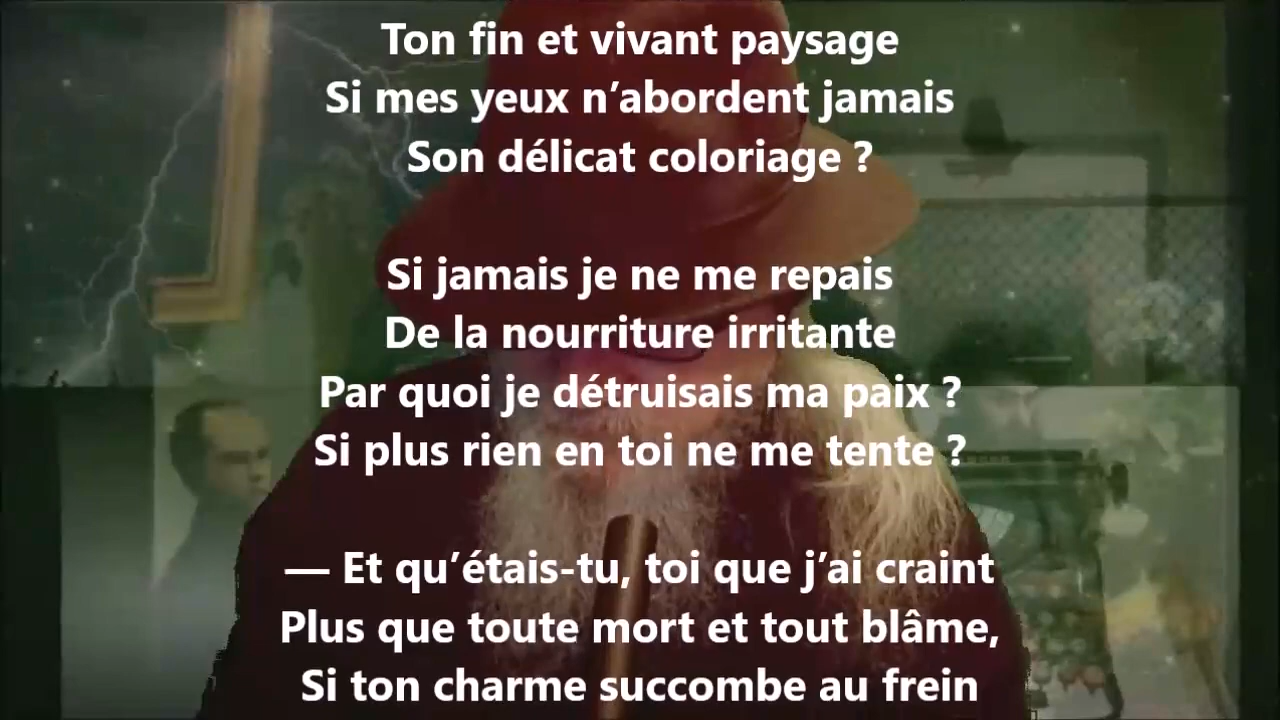 Ton fin et vivant paysage
Si mes yeux n’abordent jamais
Son délicat coloriage ?
Si jamais je ne me repais
De la nourriture irritante
Par quoi je détruisais ma paix ?
Si plus rien en toi ne me tente ?
— Et qu’étais-tu, toi que j’ai craint
Plus que toute mort et tout blâme,
Si ton charme succombe au frein